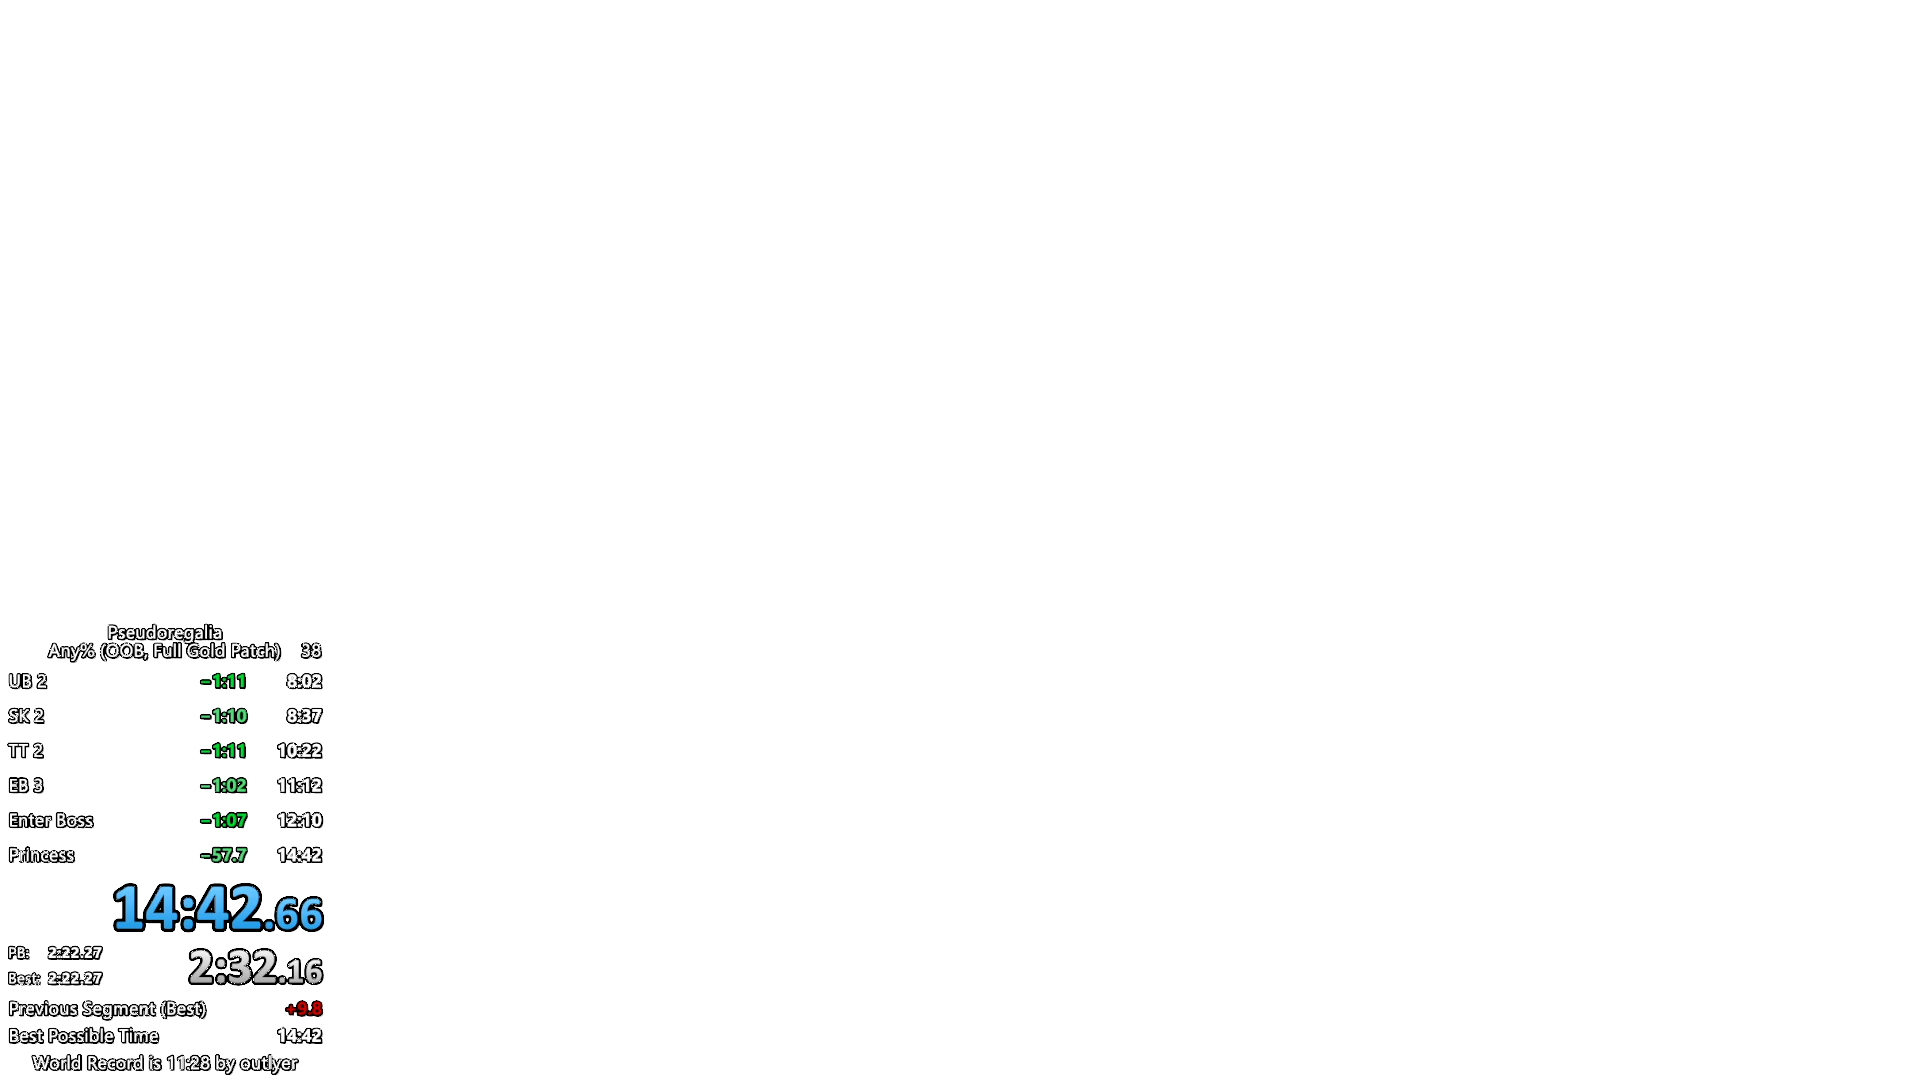 Pseudoregalia
Any% (OOB, Full Gold Patch) 38
UB 2 −1:11 8:02
SK 2 −1:10 8:37
TT 2 −1:11 10:22
EB 3 −1:02 11:12
Enter Boss −1:07 12:10
Princess −57.7 14:42
14:42.66
PB: 2:22.27
Best: 2:22.27
2:32.16
Previous Segment (Best) +9.8
Best Possible Time 14:42
World Record is 11:28 by outlyer